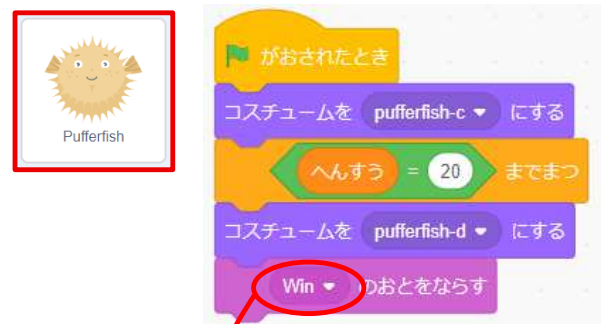 Pufferfish
がおされたとき
コスチュームを pufferfish-c にする
へんすう = 20 までまつ
コスチュームを pufferfish-d にする
Win のおとをならす